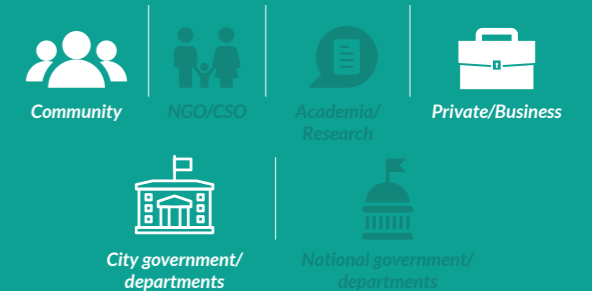 Community
NGO/CSO
Academia/
Research
Private/Business
City government/
departments
National government/
departments